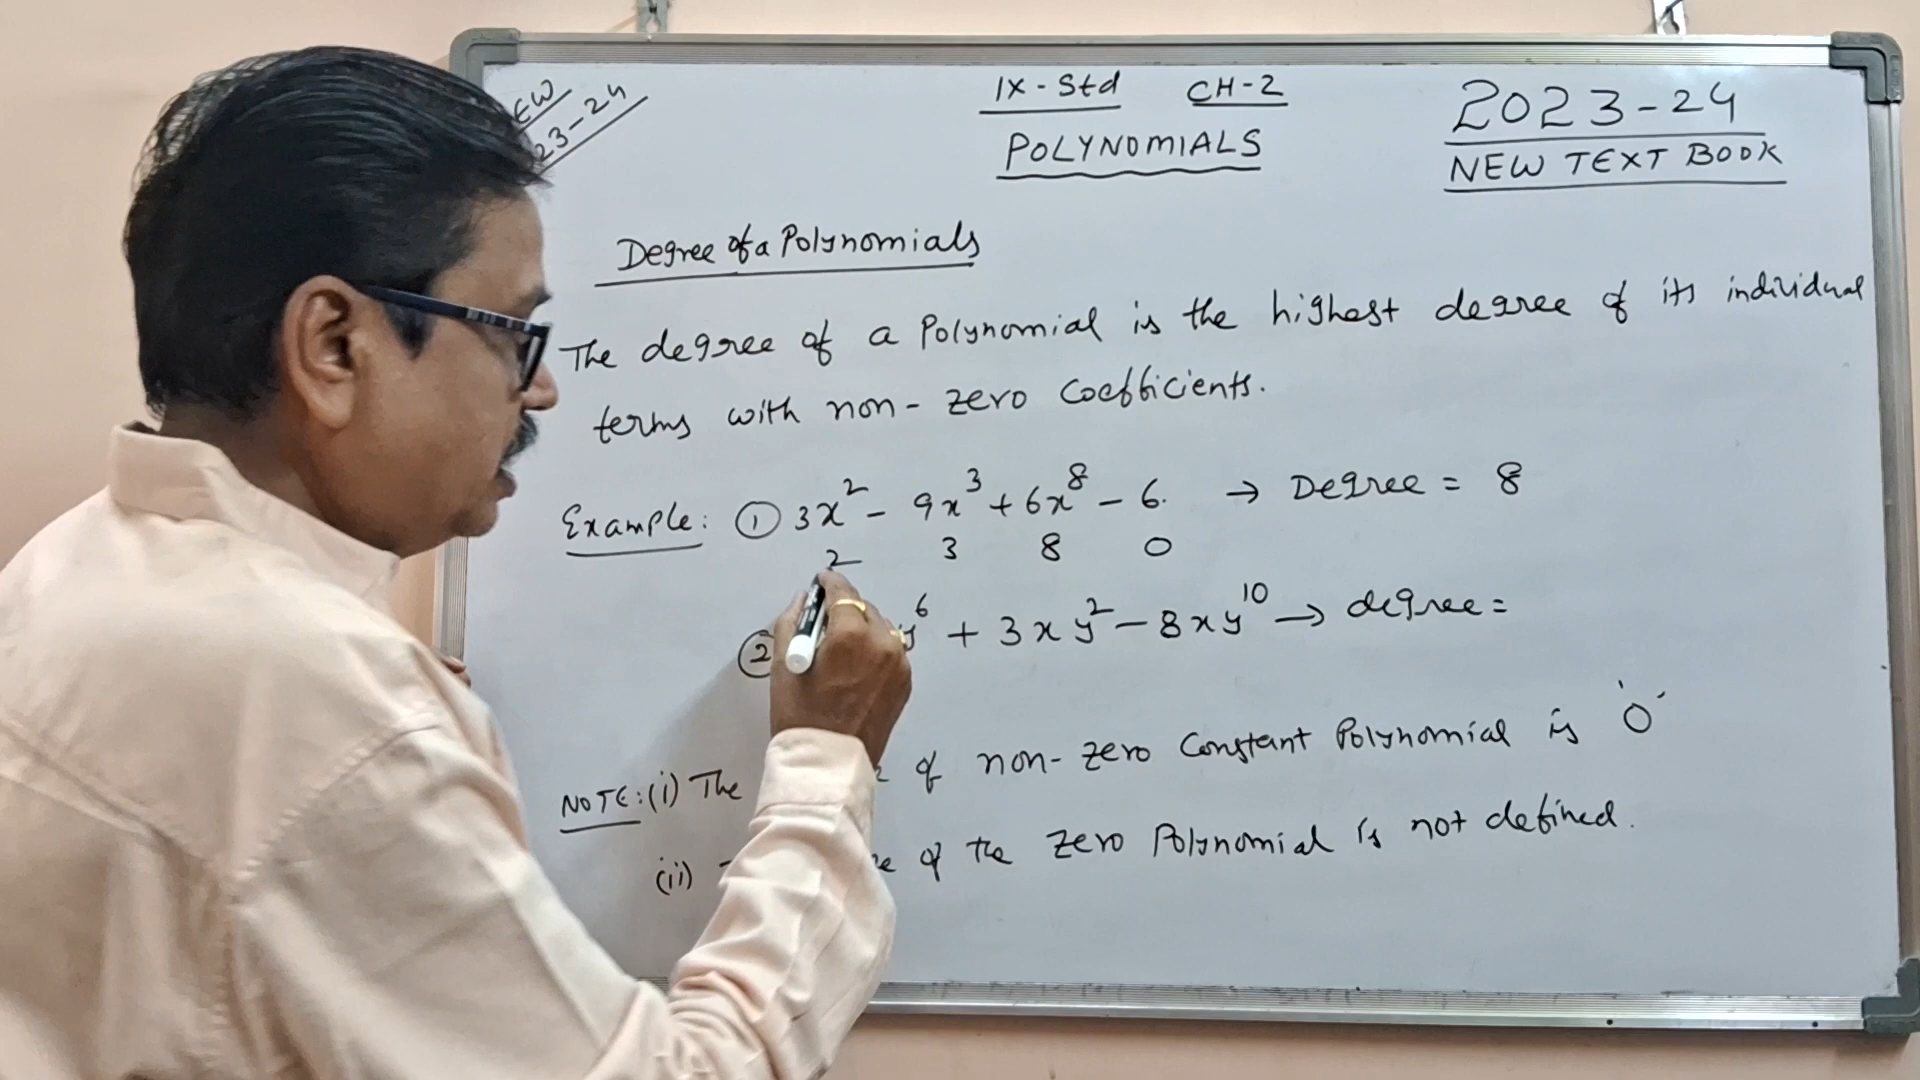 EW
23-24
IX - Std CH-2
POLYNOMIALS
2023-24
NEW TEXT BOOK
Degree of a Polynomials
The degree of a Polynomial is the highest degree of its individual
terms with non-zero coefficients.
Example: ① 3x² - 9x³ + 6x⁸ - 6. → Degree = 8
2 3 8 0
② y⁶ + 3xy² - 8xy¹⁰ → degree =
NOTE: (i) The of non-zero Constant Polynomial is '0'
(ii) of the Zero Polynomial is not defined.